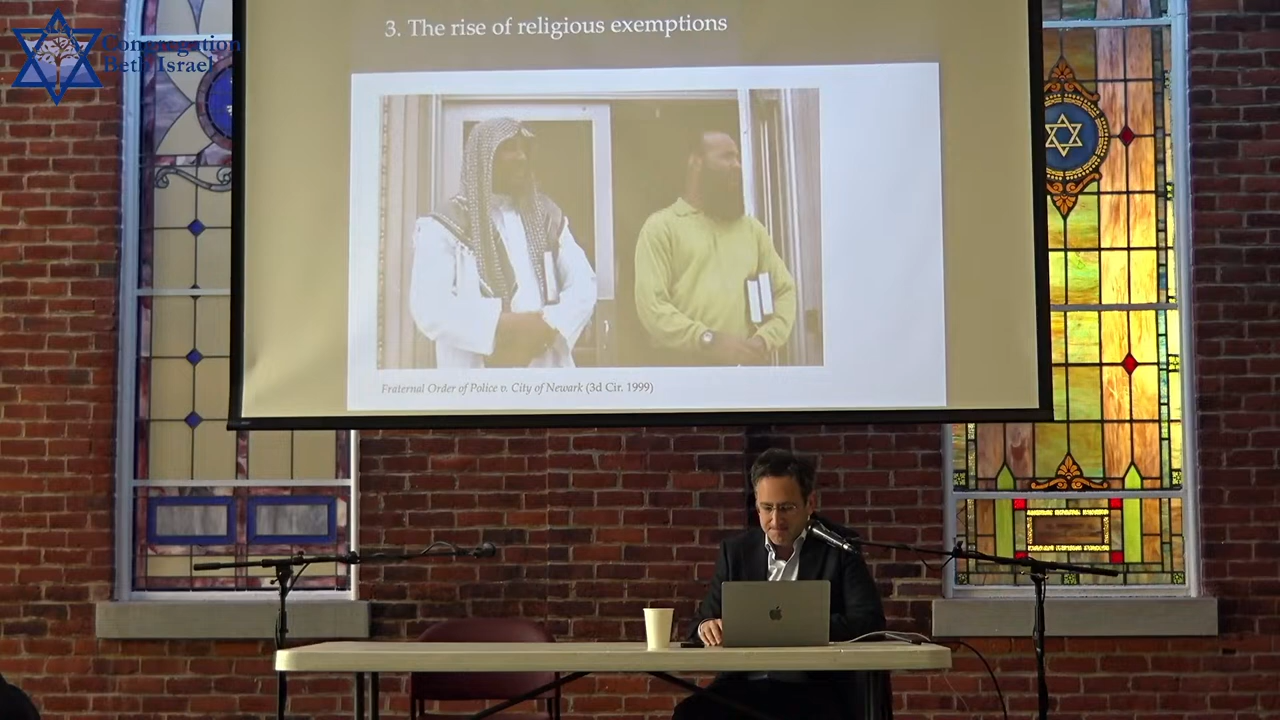 Congregation
Beth Israel
3. The rise of religious exemptions
Fraternal Order of Police v. City of Newark (3d Cir. 1999)